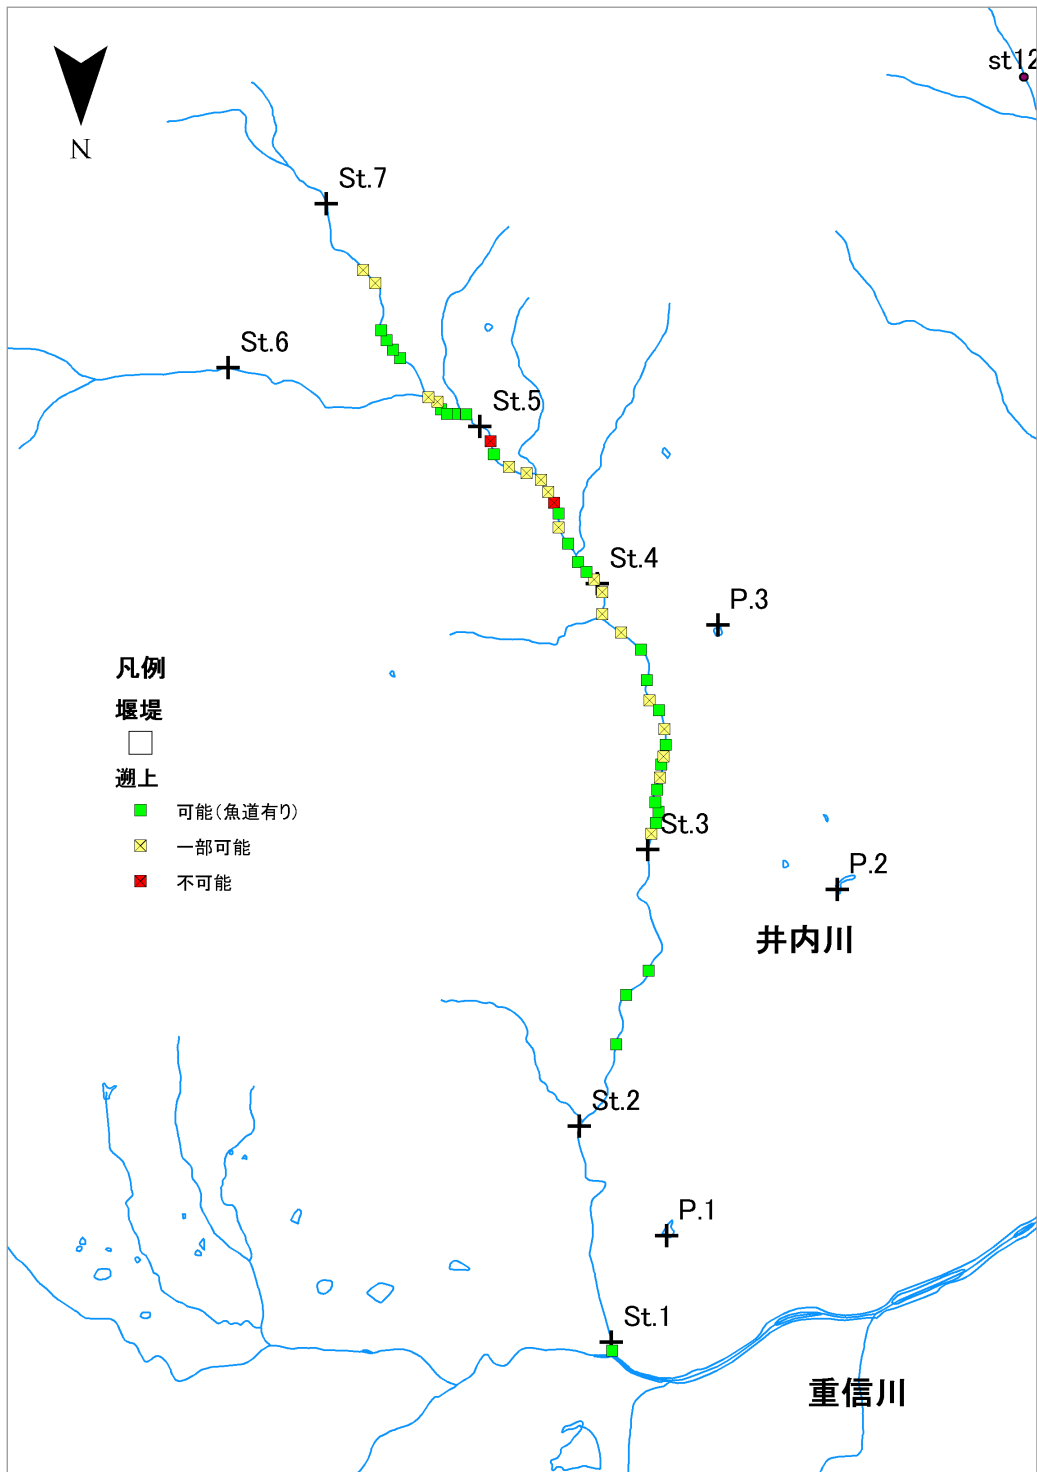 st12
N
St.7
St.6
St.5
St.4
P.3
凡例
堰堤
遡上
可能(魚道有り)
一部可能
不可能
St.3
P.2
井内川
St.2
P.1
St.1
重信川